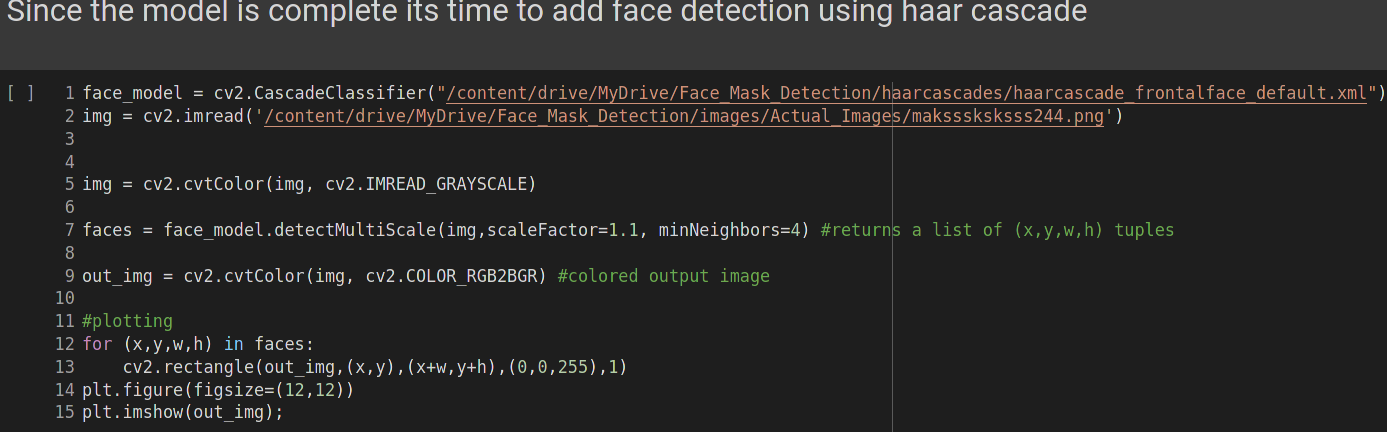 Since the model is complete its time to add face detection using haar cascade
[ ] 1 face_model = cv2.CascadeClassifier("/content/drive/MyDrive/Face_Mask_Detection/haarcascades/haarcascade_frontalface_default.xml")
2 img = cv2.imread('/content/drive/MyDrive/Face_Mask_Detection/images/Actual_Images/maksssksksss244.png')
3
4
5 img = cv2.cvtColor(img, cv2.IMREAD_GRAYSCALE)
6
7 faces = face_model.detectMultiScale(img,scaleFactor=1.1, minNeighbors=4) #returns a list of (x,y,w,h) tuples
8
9 out_img = cv2.cvtColor(img, cv2.COLOR_RGB2BGR) #colored output image
10
11 #plotting
12 for (x,y,w,h) in faces:
13     cv2.rectangle(out_img,(x,y),(x+w,y+h),(0,0,255),1)
14 plt.figure(figsize=(12,12))
15 plt.imshow(out_img);